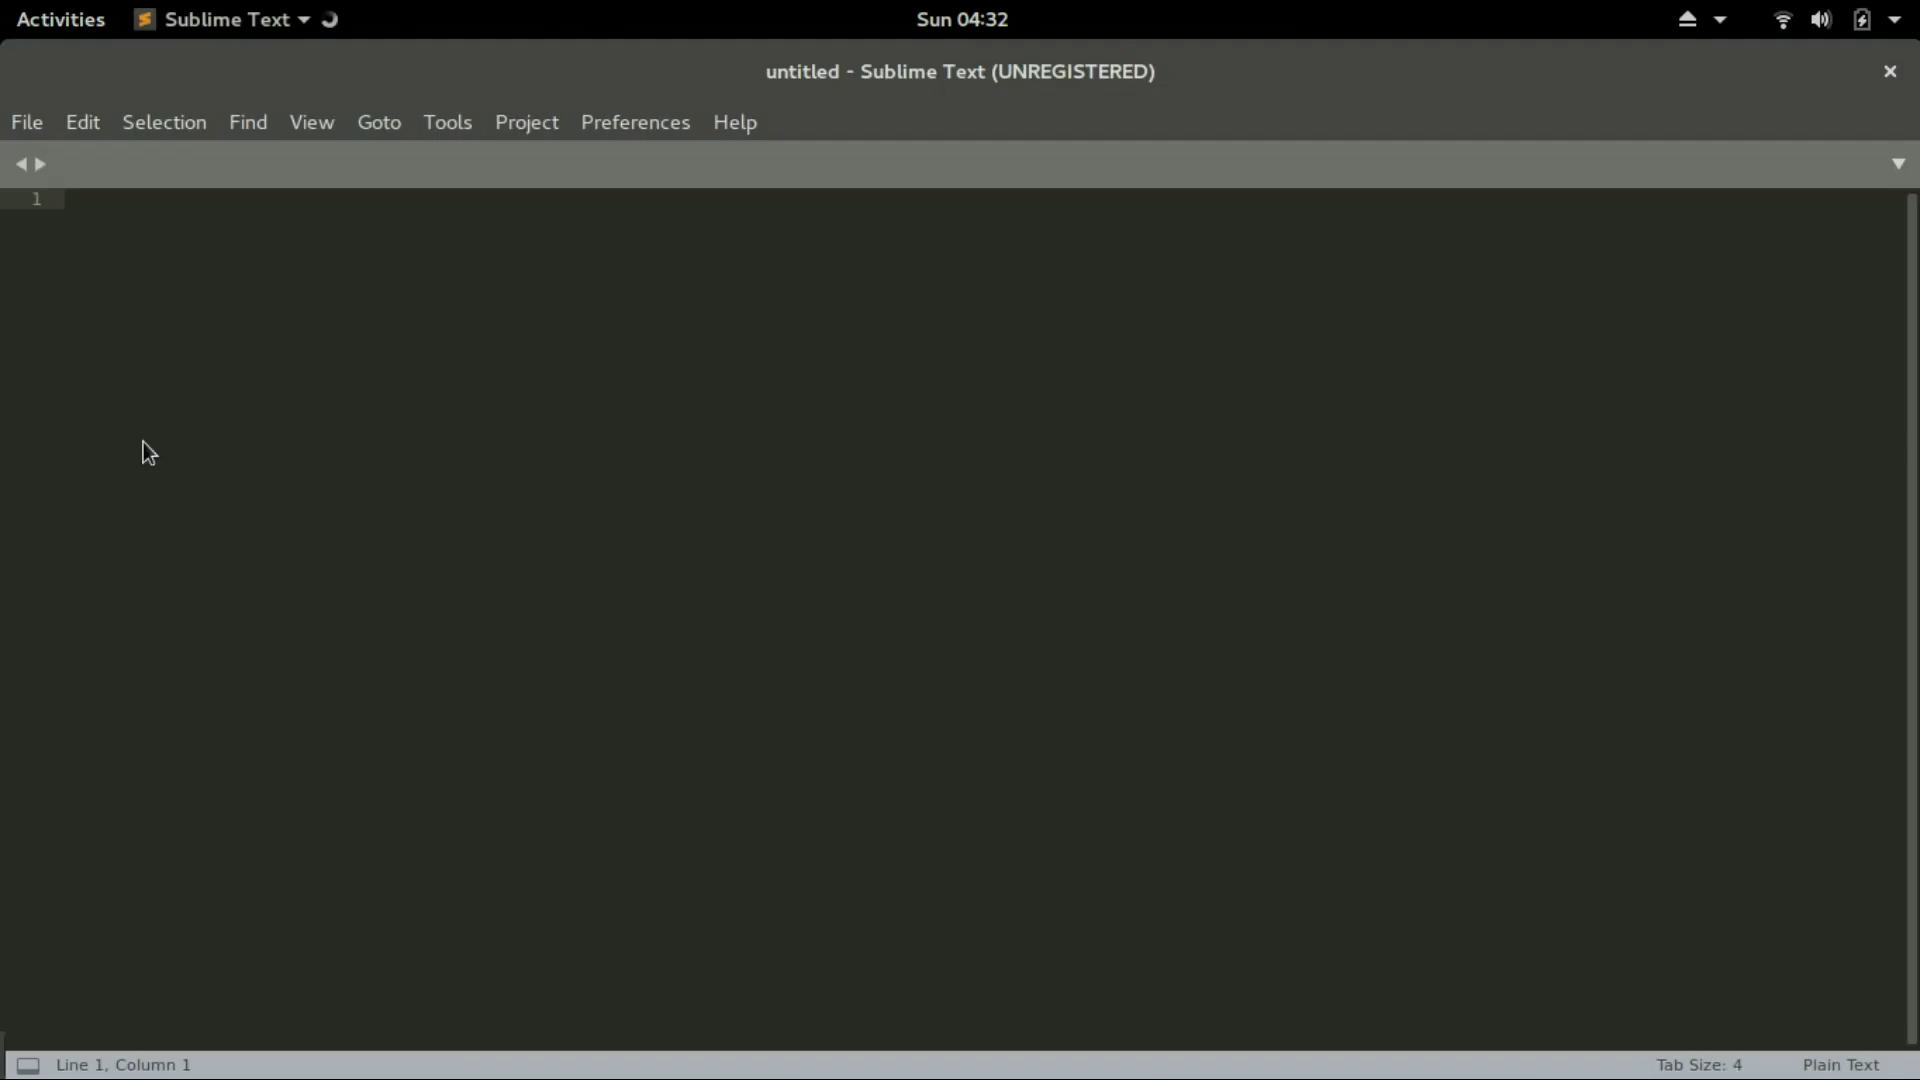 Activities Sublime Text Sun 04:32
untitled - Sublime Text (UNREGISTERED)
File Edit Selection Find View Goto Tools Project Preferences Help
1
Line 1, Column 1 Tab Size: 4 Plain Text